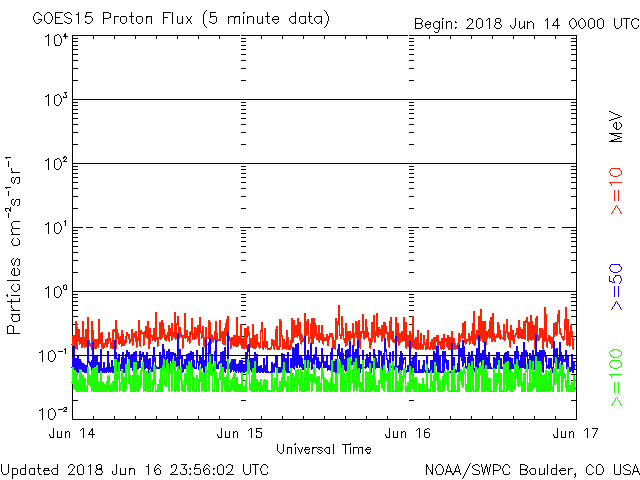 GOES15 Proton Flux (5 minute data)
Begin: 2018 Jun 14 0000 UTC
Particles cm⁻²s⁻¹sr⁻¹
10⁴
10³
10²
10¹
10⁰
10⁻¹
10⁻²
Jun 14
Jun 15
Jun 16
Jun 17
Universal Time
MeV
>=10
>=50
>=100
Updated 2018 Jun 16 23:56:02 UTC
NOAA/SWPC Boulder, CO USA